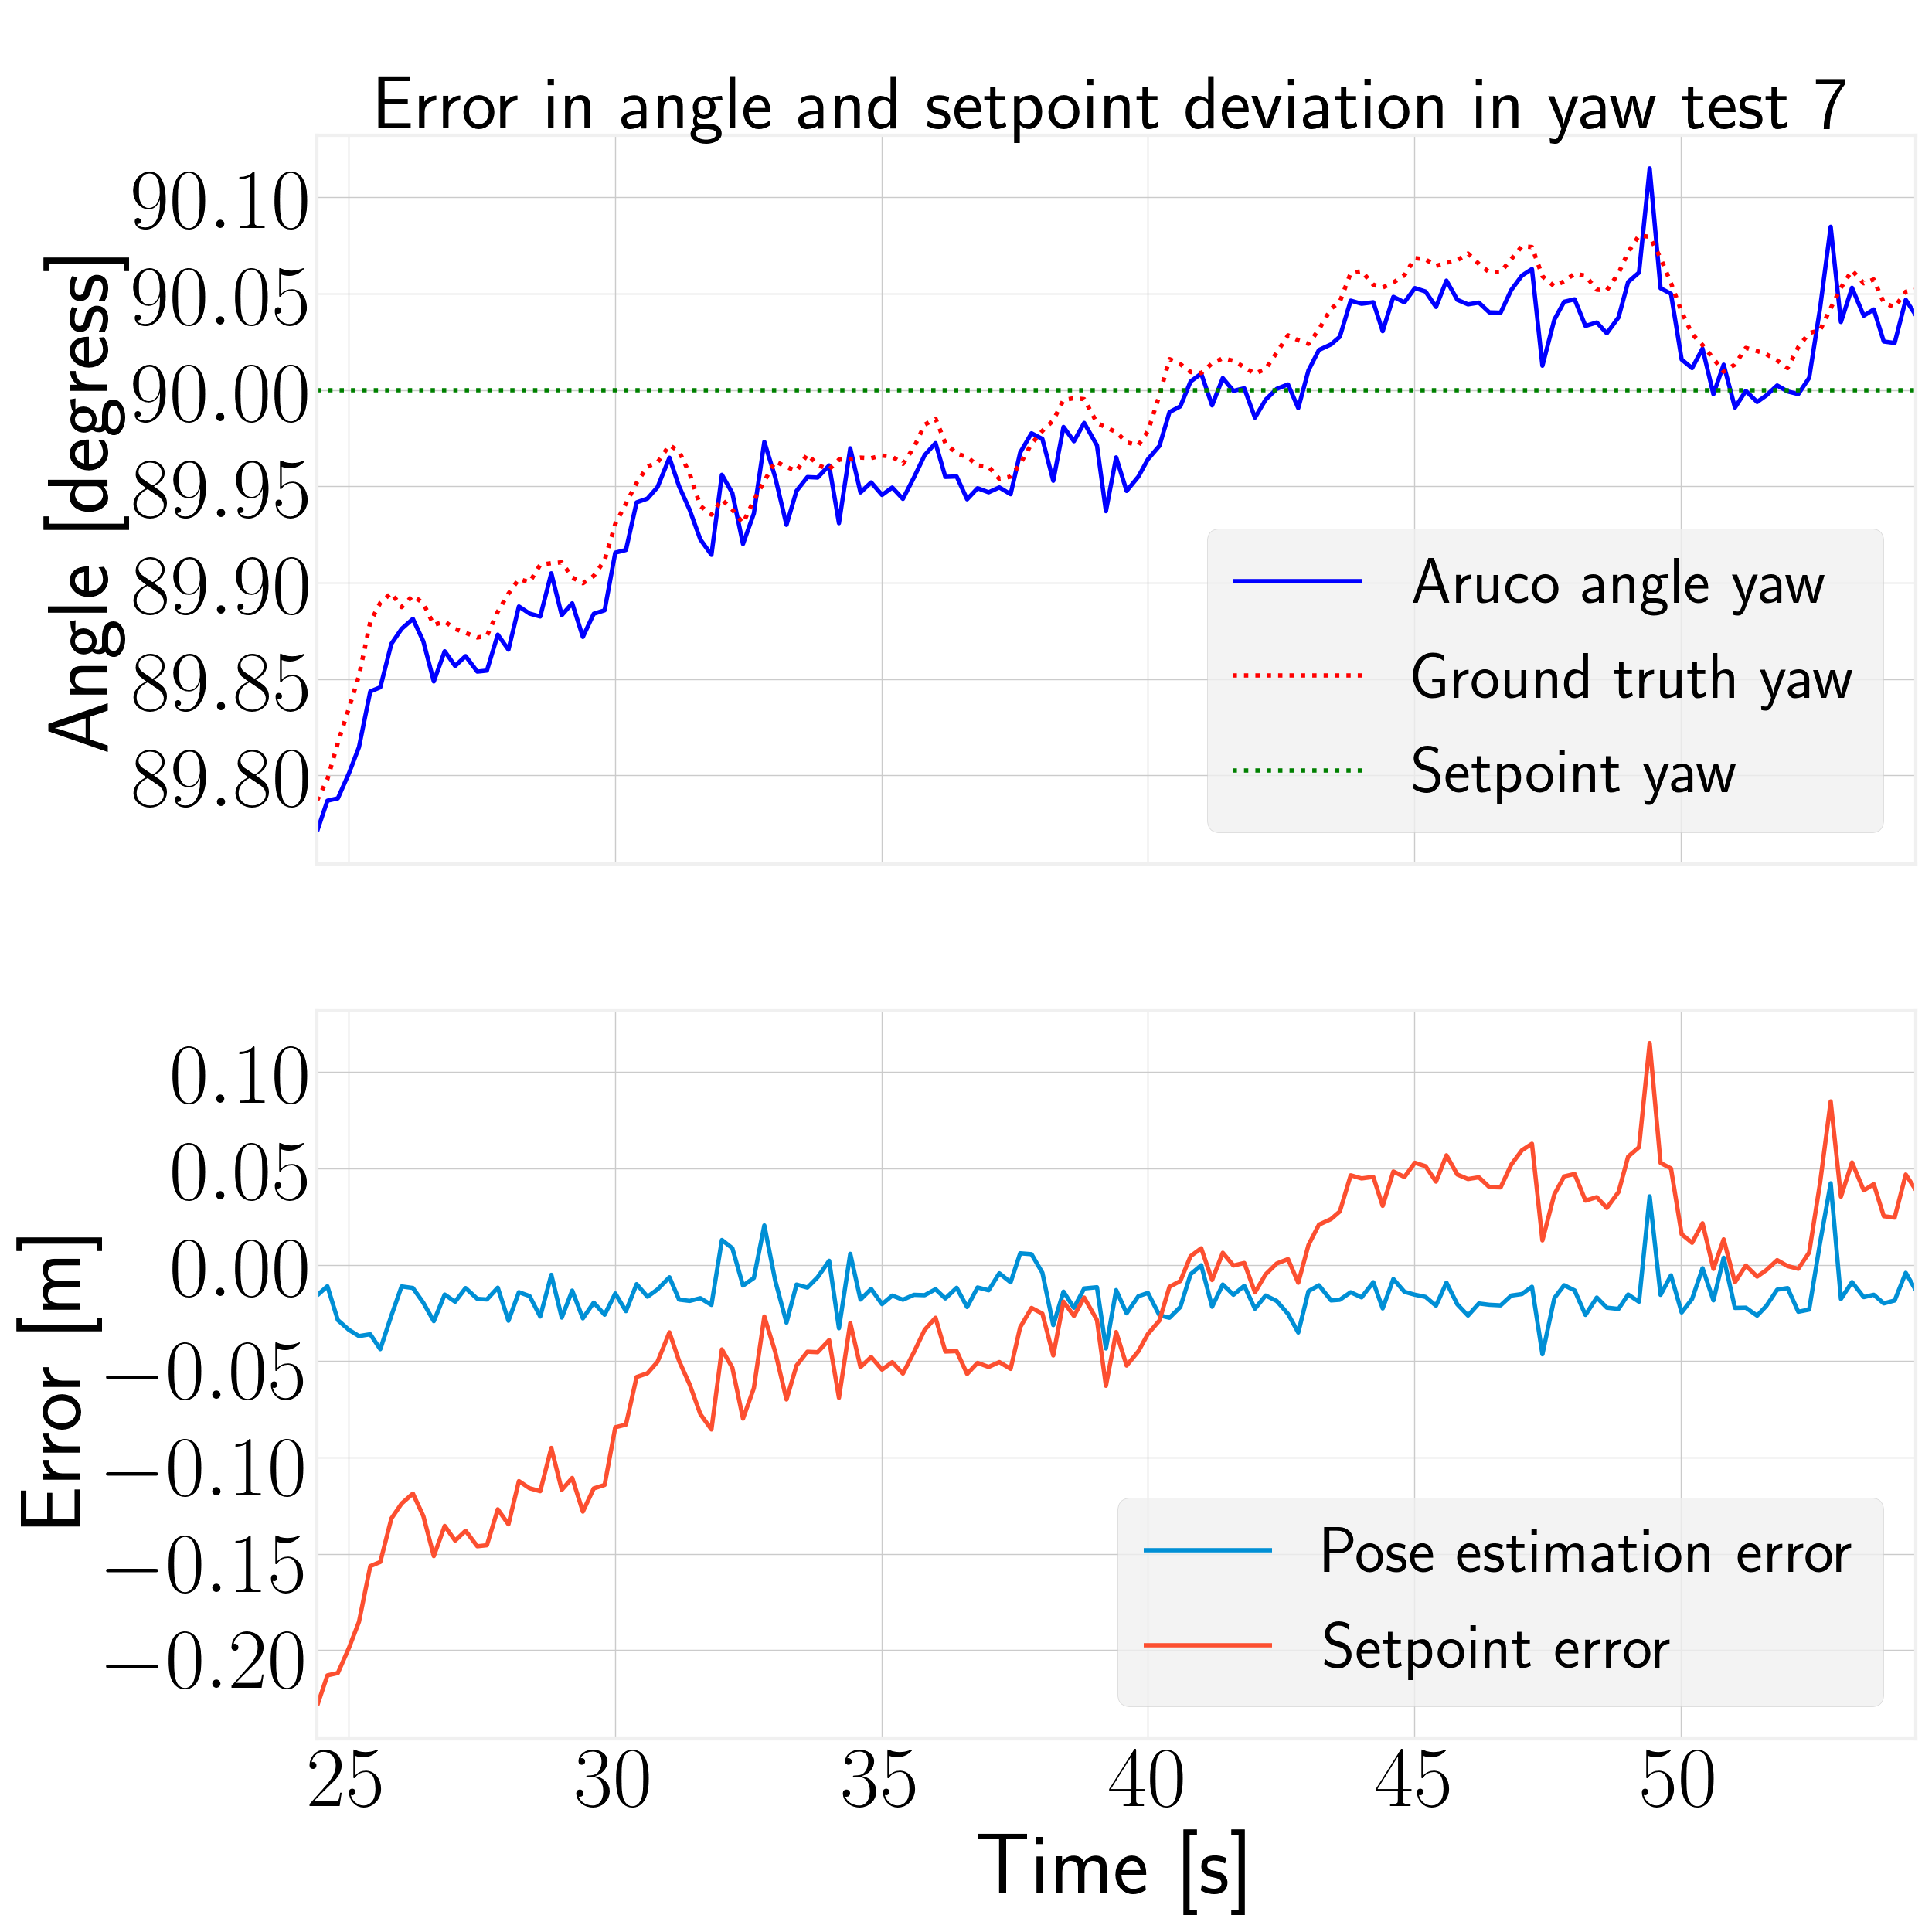 Error in angle and setpoint deviation in yaw test 7
Angle [degress]
90.10
90.05
90.00
89.95
89.90
89.85
89.80
Aruco angle yaw
Ground truth yaw
Setpoint yaw
Error [m]
0.10
0.05
0.00
−0.05
−0.10
−0.15
−0.20
Pose estimation error
Setpoint error
25 30 35 40 45 50
Time [s]